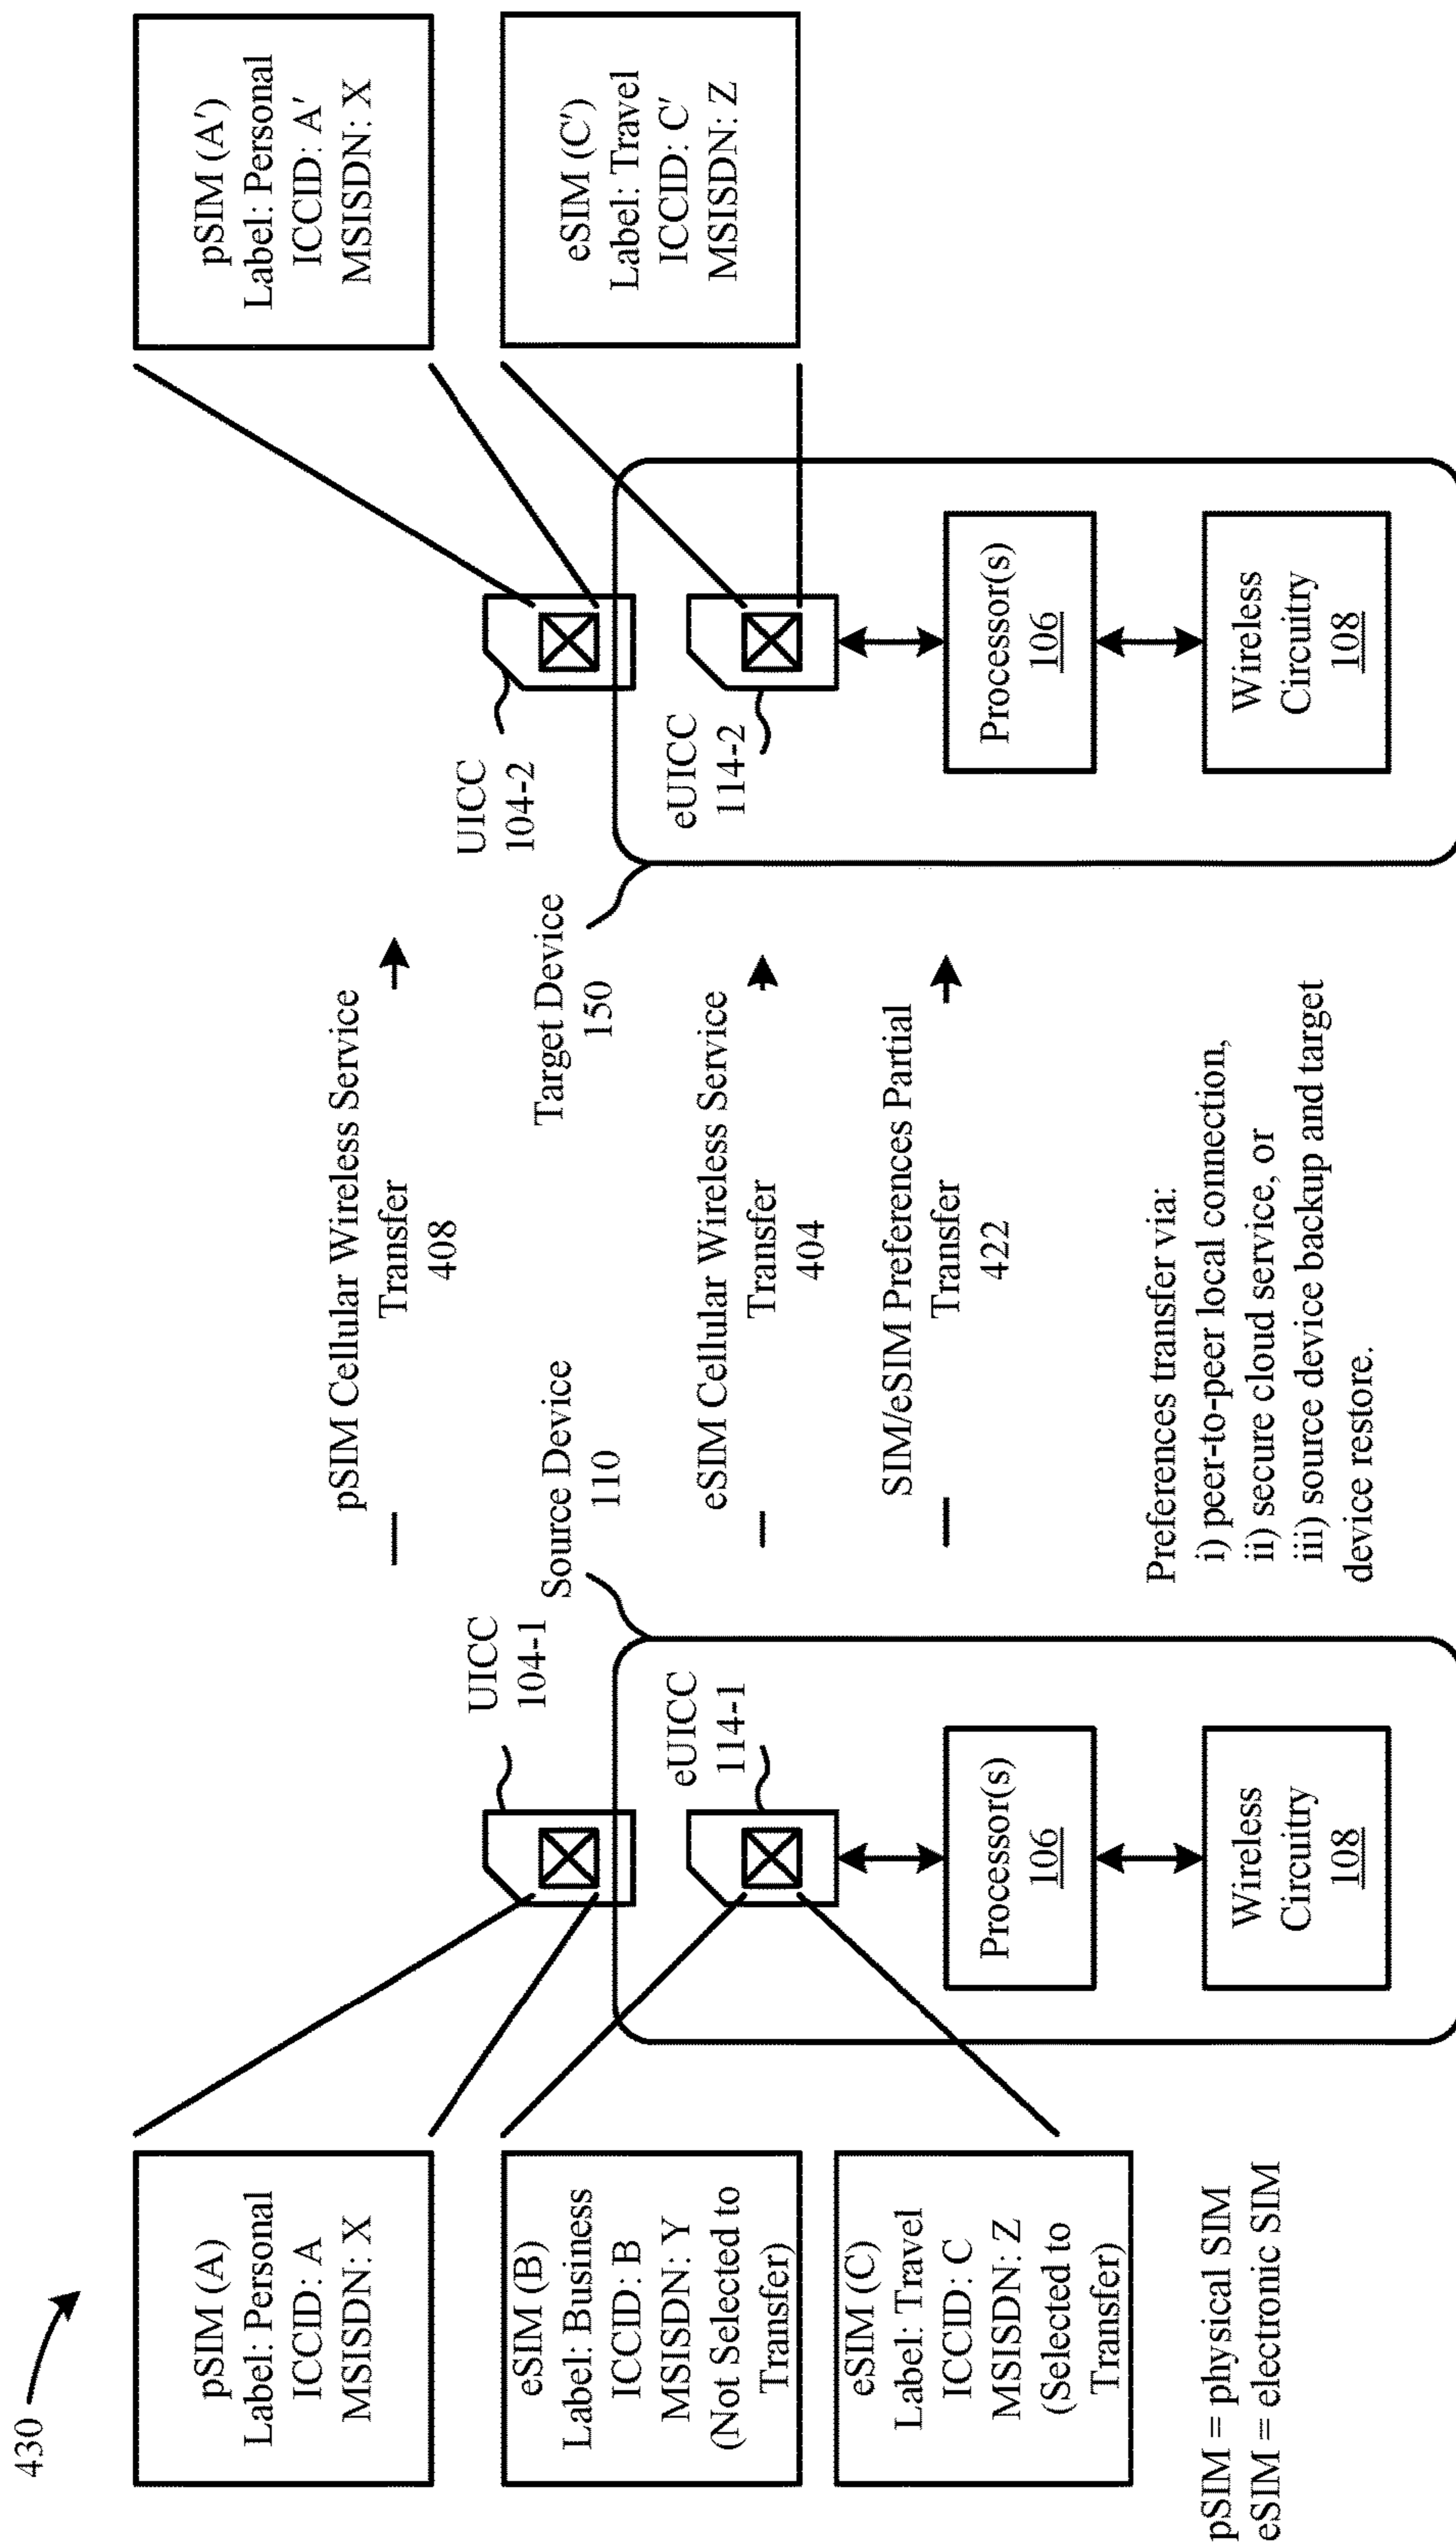 430
pSIM (A)
Label: Personal
ICCID: A
MSISDN: X
eSIM (B)
Label: Business
ICCID: B
MSISDN: Y
(Not Selected to
Transfer)
eSIM (C)
Label: Travel
ICCID: C
MSISDN: Z
(Selected to
Transfer)
pSIM = physical SIM
eSIM = electronic SIM
UICC
104-1
Source Device
110
eUICC
114-1
Processor(s)
106
Wireless
Circuitry
108
pSIM Cellular Wireless Service
Transfer
408
eSIM Cellular Wireless Service
Transfer
404
SIM/eSIM Preferences Partial
Transfer
422
Preferences transfer via:
i) peer-to-peer local connection,
ii) secure cloud service, or
iii) source device backup and target
device restore.
Target Device
150
UICC
104-2
eUICC
114-2
Processor(s)
106
Wireless
Circuitry
108
pSIM (A')
Label: Personal
ICCID: A'
MSISDN: X
eSIM (C')
Label: Travel
ICCID: C'
MSISDN: Z